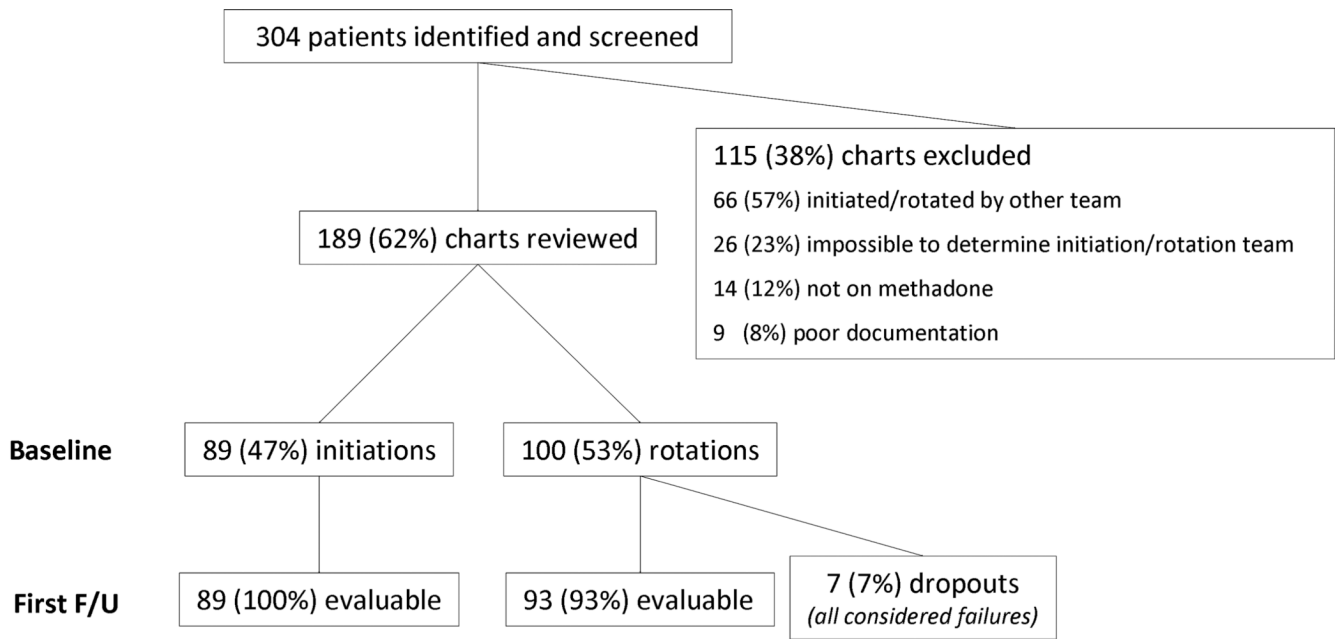 304 patients identified and screened
115 (38%) charts excluded
66 (57%) initiated/rotated by other team
26 (23%) impossible to determine initiation/rotation team
14 (12%) not on methadone
9 (8%) poor documentation
189 (62%) charts reviewed
Baseline
89 (47%) initiations
100 (53%) rotations
First F/U
89 (100%) evaluable
93 (93%) evaluable
7 (7%) dropouts
(all considered failures)